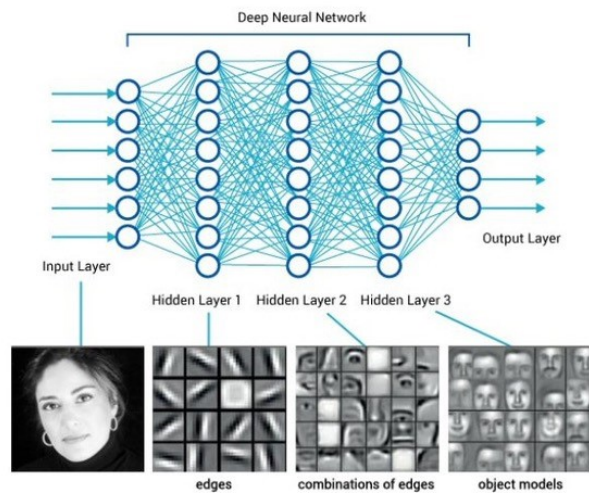 Deep Neural Network
Input Layer
Output Layer
Hidden Layer 1
Hidden Layer 2
Hidden Layer 3
edges
combinations of edges
object models